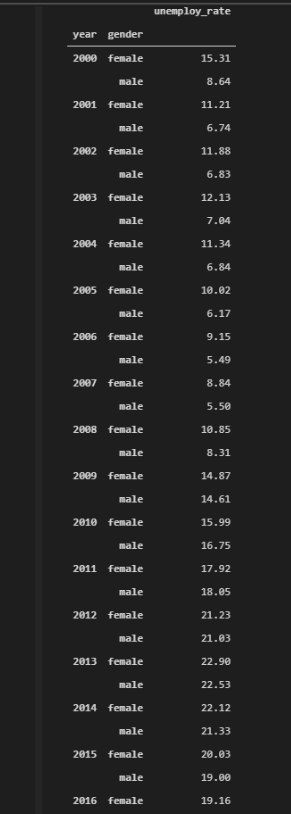 unemploy_rate
year gender
2000 female 15.31
male 8.64
2001 female 11.21
male 6.74
2002 female 11.88
male 6.83
2003 female 12.13
male 7.04
2004 female 11.34
male 6.84
2005 female 10.02
male 6.17
2006 female 9.15
male 5.49
2007 female 8.84
male 5.50
2008 female 10.85
male 8.31
2009 female 14.87
male 14.61
2010 female 15.99
male 16.75
2011 female 17.92
male 18.05
2012 female 21.23
male 21.03
2013 female 22.90
male 22.53
2014 female 22.12
male 21.33
2015 female 20.03
male 19.00
2016 female 19.16